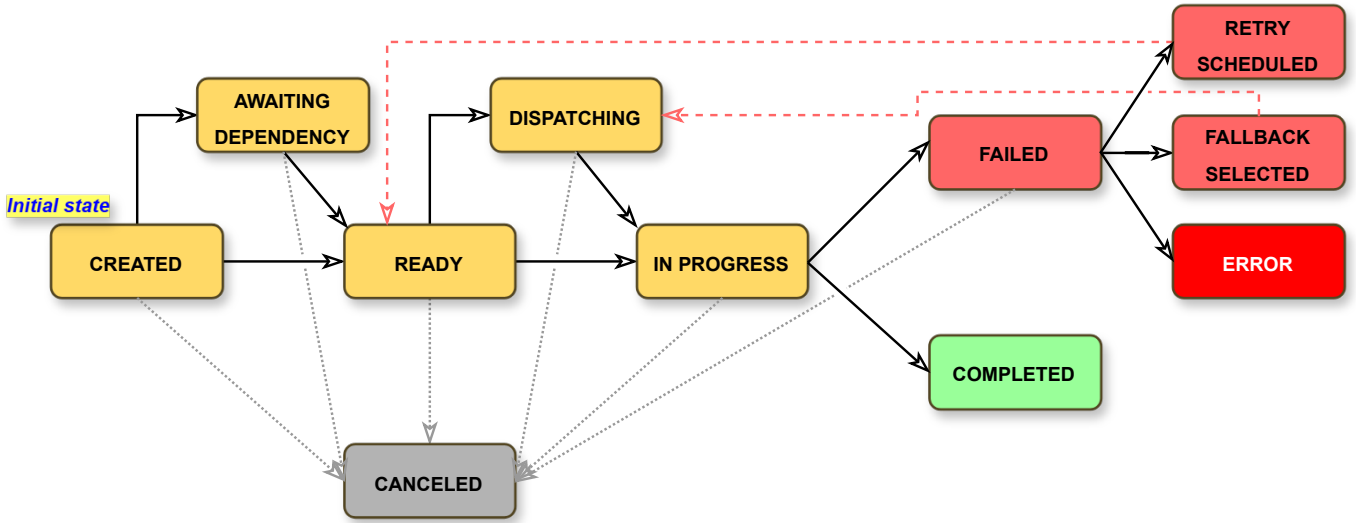 RETRY
SCHEDULED
AWAITING
DEPENDENCY
DISPATCHING
FAILED
FALLBACK
SELECTED
Initial state
CREATED
READY
IN PROGRESS
ERROR
COMPLETED
CANCELED